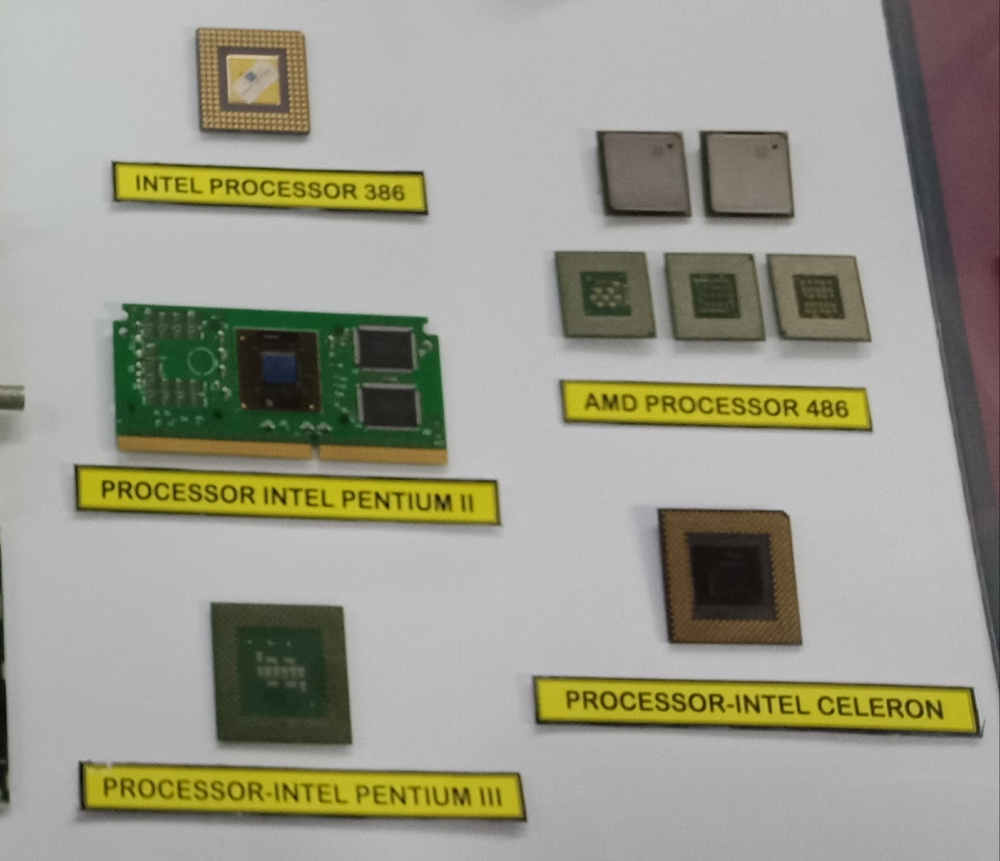 INTEL PROCESSOR 386
AMD PROCESSOR 486
PROCESSOR INTEL PENTIUM II
PROCESSOR-INTEL CELERON
PROCESSOR-INTEL PENTIUM III